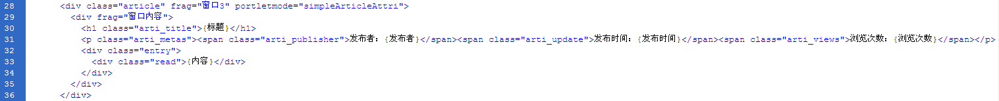 28 <div class="article" frag="窗口3" portletmode="simpleArticleAttri">
29 <div frag="窗口内容">
30 <h1 class="arti_title">{标题}</h1>
31 <p class="arti_metas"><span class="arti_publisher">发布者：{发布者}</span><span class="arti_update">发布时间：{发布时间}</span><span class="arti_views">浏览次数：{浏览次数}</span></p>
32 <div class="entry">
33 <div class="read">{内容}</div>
34 </div>
35 </div>
36 </div>